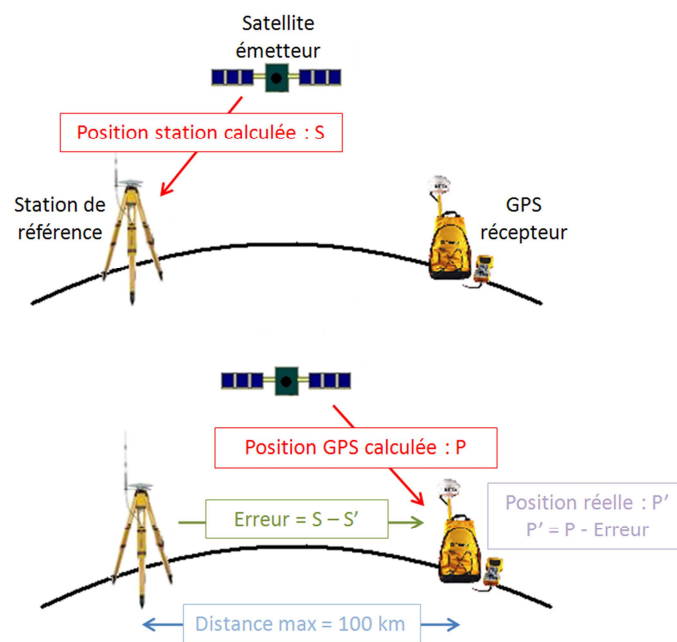 Satellite
émetteur
Position station calculée : S
Station de
référence
GPS
récepteur
Position GPS calculée : P
Erreur = S – S’
Position réelle : P’
P’ = P - Erreur
Distance max = 100 km